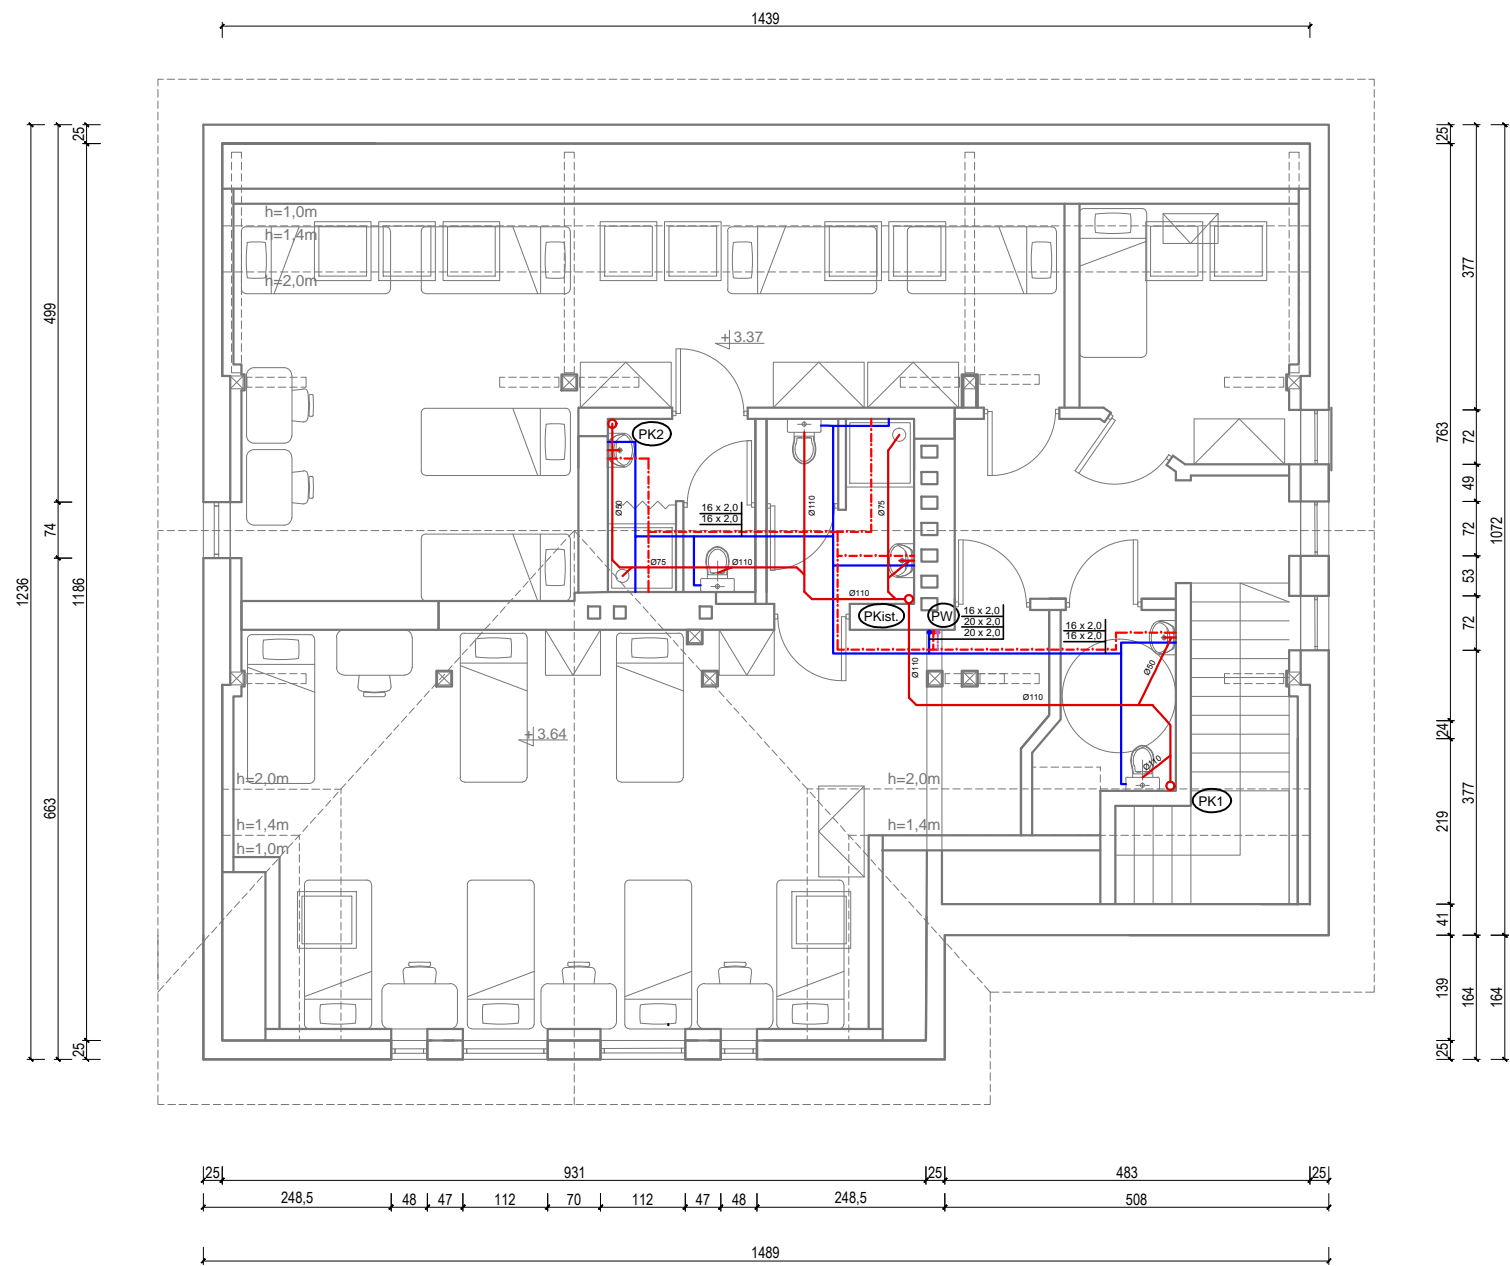 1439
25
499
74
663
1236
1186
25
h=1,0m
h=1,4m
h=2,0m
+ 3.37
PK2
Ø50
Ø75
Ø110
16 x 2,0
16 x 2,0
Ø110
Ø75
Ø110
PKist.
PW
16 x 2,0
20 x 2,0
20 x 2,0
16 x 2,0
16 x 2,0
Ø110
Ø110
Ø50
Ø110
PK1
+ 3.64
h=2,0m
h=1,4m
h=1,0m
h=2,0m
h=1,4m
25
763
24
219
41
139
25
377
72
49
72
53
72
377
164
1072
164
25
931
25
483
25
248,5
48
47
112
70
112
47
48
248,5
508
1489